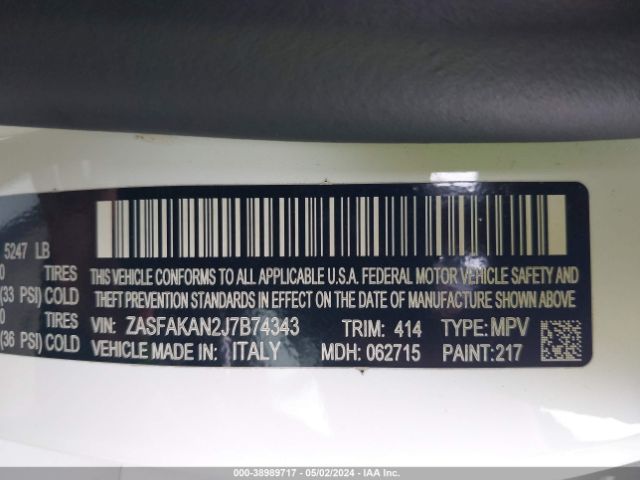 5247 LB
0 TIRES
(33 PSI) COLD
0 TIRES
(36 PSI) COLD
THIS VEHICLE CONFORMS TO ALL APPLICABLE U.S.A. FEDERAL MOTOR VEHICLE SAFETY AND
THEFT PREVENTION STANDARDS IN EFFECT ON THE DATE OF MANUFACTURE SHOWN ABOVE
VIN: ZASFAKAN2J7B74343 TRIM: 414 TYPE: MPV
VEHICLE MADE IN: ITALY MDH: 062715 PAINT: 217
000-38989717 - 05/02/2024 - IAA Inc.